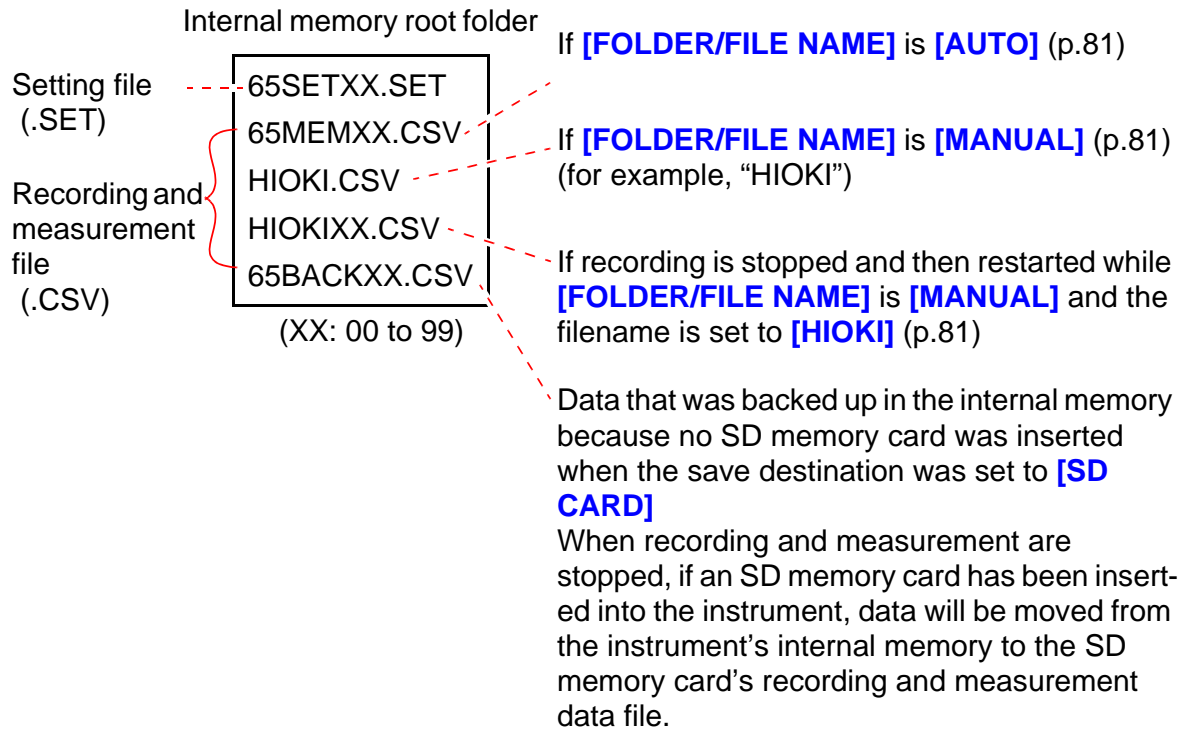 Internal memory root folder
Setting file
(.SET)
Recording and
measurement
file
(.CSV)
65SETXX.SET
65MEMXX.CSV
HIOKI.CSV
HIOKIXX.CSV
65BACKXX.CSV
(XX: 00 to 99)
If [FOLDER/FILE NAME] is [AUTO] (p.81)
If [FOLDER/FILE NAME] is [MANUAL] (p.81)
(for example, “HIOKI”)
If recording is stopped and then restarted while
[FOLDER/FILE NAME] is [MANUAL] and the
filename is set to [HIOKI] (p.81)
Data that was backed up in the internal memory
because no SD memory card was inserted
when the save destination was set to [SD
CARD]
When recording and measurement are
stopped, if an SD memory card has been insert-
ed into the instrument, data will be moved from
the instrument’s internal memory to the SD
memory card’s recording and measurement
data file.